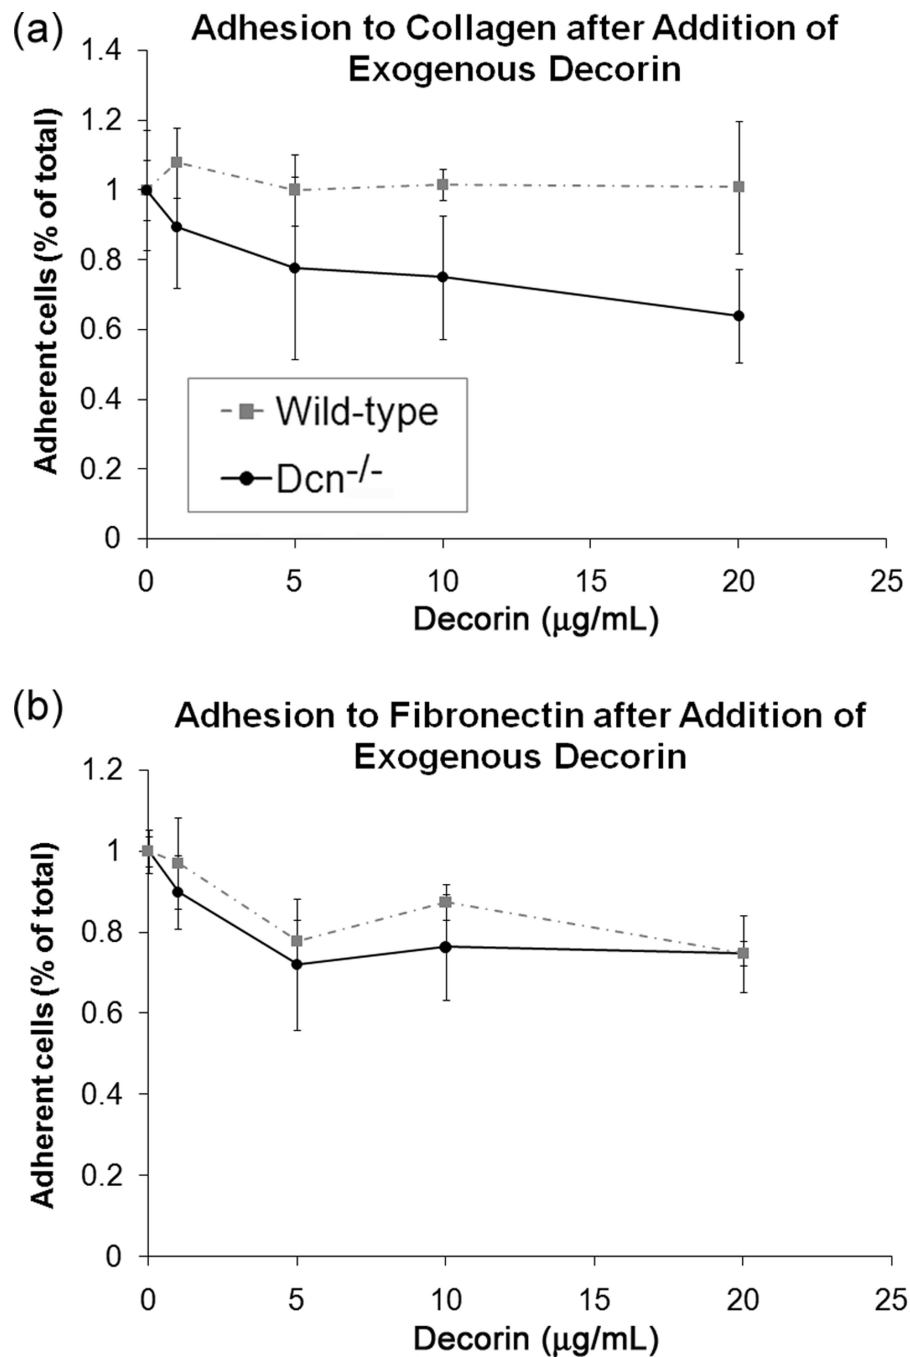 (a)
Adhesion to Collagen after Addition of
Exogenous Decorin
Adherent cells (% of total)
1.4
1.2
1
0.8
0.6
0.4
0.2
0
Wild-type
Dcn-/-
0 5 10 15 20 25
Decorin (μg/mL)
(b)
Adhesion to Fibronectin after Addition of
Exogenous Decorin
Adherent cells (% of total)
1.2
1
0.8
0.6
0.4
0.2
0
0 5 10 15 20 25
Decorin (μg/mL)